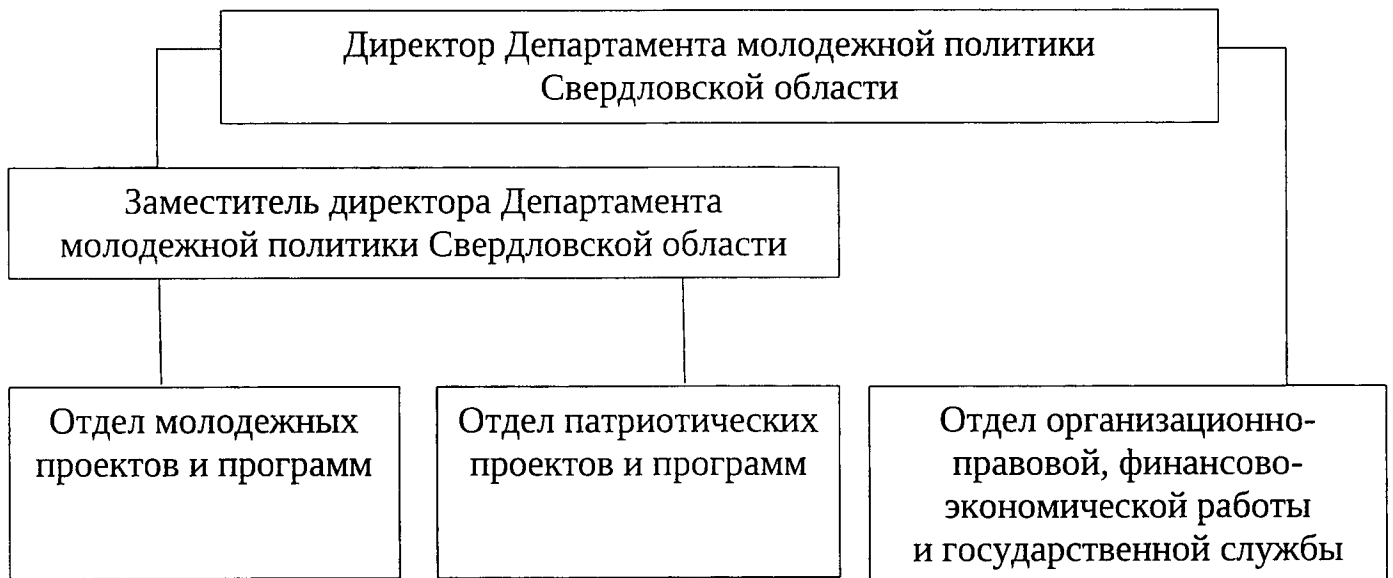 Директор Департамента молодежной политики
Свердловской области
Заместитель директора Департамента
молодежной политики Свердловской области
Отдел молодежных
проектов и программ
Отдел патриотических
проектов и программ
Отдел организационно-
правовой, финансово-
экономической работы
и государственной службы